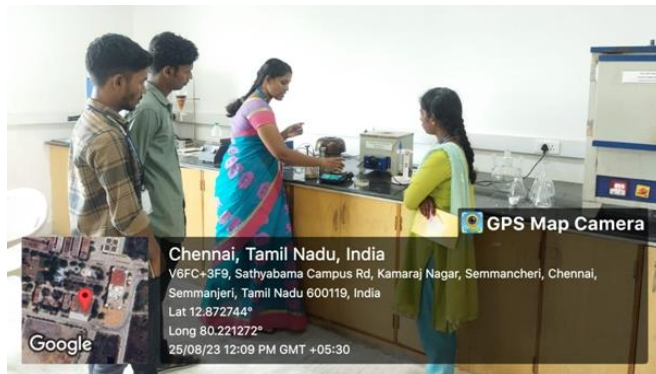 GPS Map Camera
Chennai, Tamil Nadu, India
V6FC+3F9, Sathyabama Campus Rd, Kamaraj Nagar, Semmancheri, Chennai,
Semmanjeri, Tamil Nadu 600119, India
Lat 12.872744°
Long 80.221272°
25/08/23 12:09 PM GMT +05:30
Google